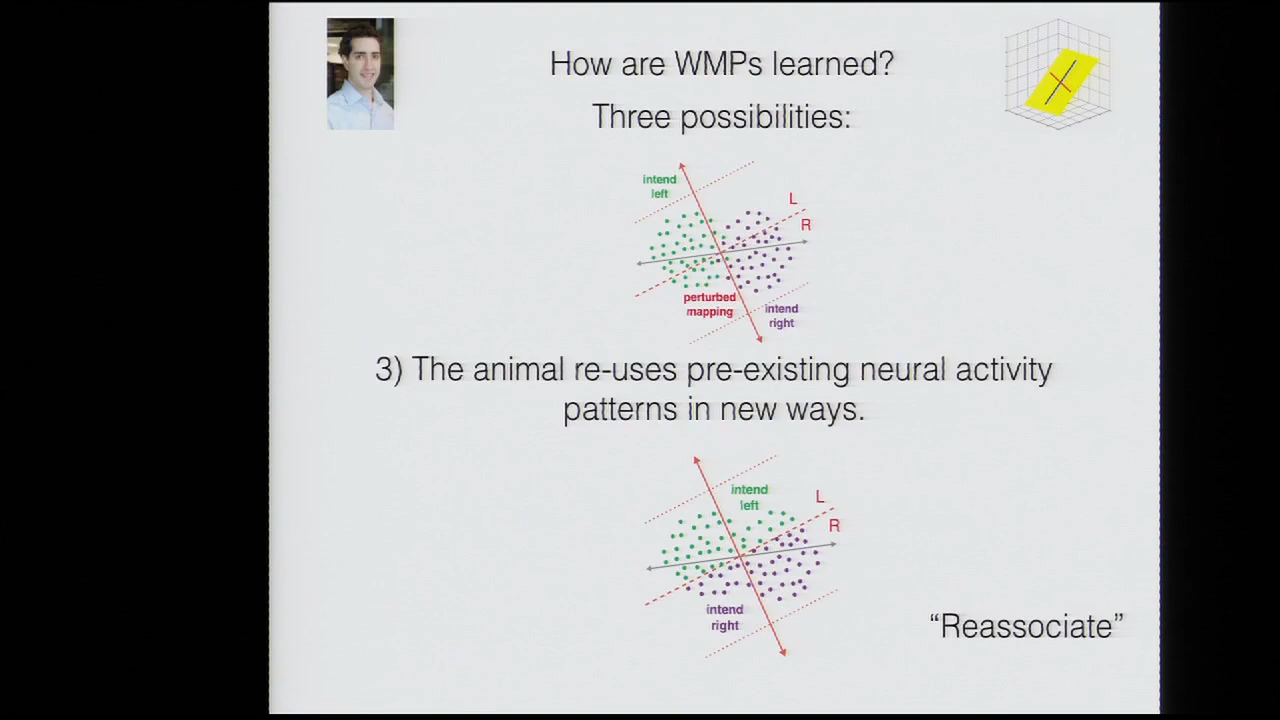 How are WMPs learned?
Three possibilities:
intend
left
L
R
perturbed
mapping
intend
right
3) The animal re-uses pre-existing neural activity
patterns in new ways.
intend
left
L
R
intend
right
“Reassociate”